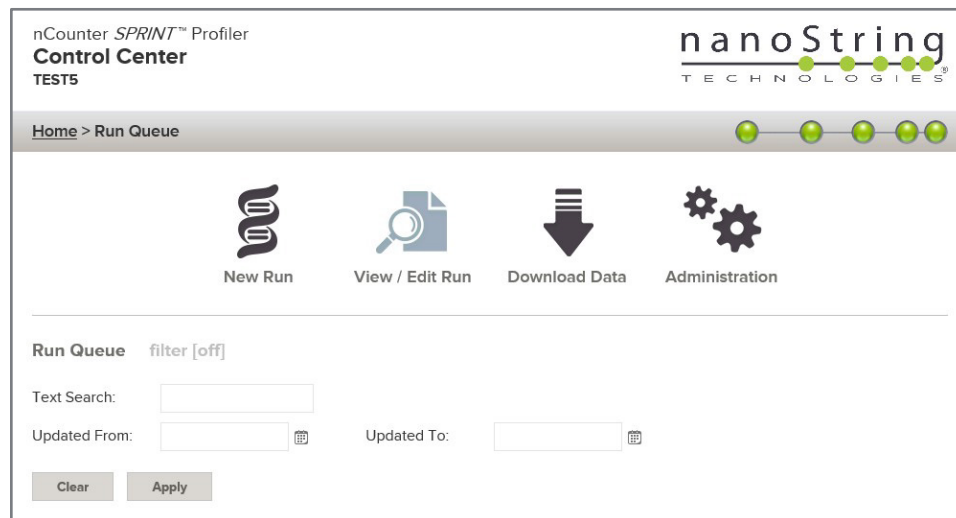 nCounter SPRINT™ Profiler
Control Center
TEST5
nanoString®
TECHNOLOGIES
Home > Run Queue
New Run View / Edit Run Download Data Administration
Run Queue filter [off]
Text Search:
Updated From: Updated To:
Clear Apply